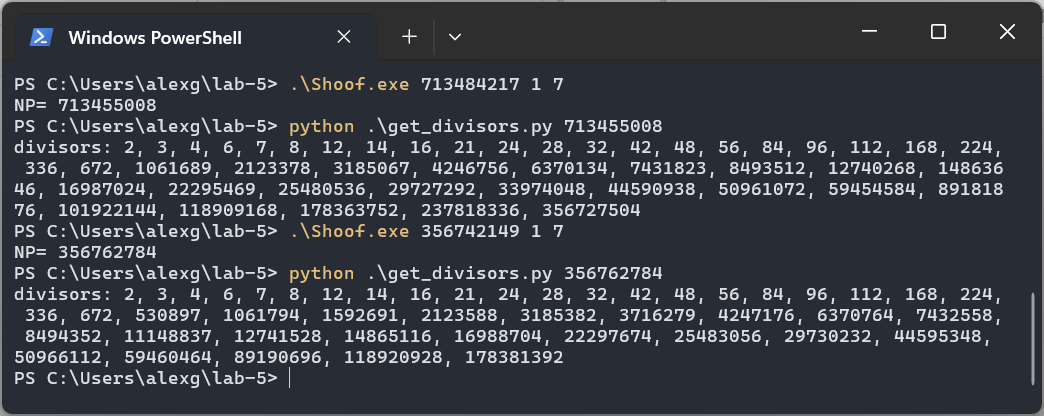 Windows PowerShell
PS C:\Users\alexg\lab-5> .\Shoof.exe 713484217 1 7
NP= 713455008
PS C:\Users\alexg\lab-5> python .\get_divisors.py 713455008
divisors: 2, 3, 4, 6, 7, 8, 12, 14, 16, 21, 24, 28, 32, 42, 48, 56, 84, 96, 112, 168, 224,
336, 672, 1061689, 2123378, 3185067, 4246756, 6370134, 7431823, 8493512, 12740268, 148636
46, 16987024, 22295469, 25480536, 29727292, 33974048, 44590938, 50961072, 59454584, 891818
76, 101922144, 118909168, 178363752, 237818336, 356727504
PS C:\Users\alexg\lab-5> .\Shoof.exe 356742149 1 7
NP= 356762784
PS C:\Users\alexg\lab-5> python .\get_divisors.py 356762784
divisors: 2, 3, 4, 6, 7, 8, 12, 14, 16, 21, 24, 28, 32, 42, 48, 56, 84, 96, 112, 168, 224,
336, 672, 530897, 1061794, 1592691, 2123588, 3185382, 3716279, 4247176, 6370764, 7432558,
8494352, 11148837, 12741528, 14865116, 16988704, 22297674, 25483056, 29730232, 44595348,
50966112, 59460464, 89190696, 118920928, 178381392
PS C:\Users\alexg\lab-5>